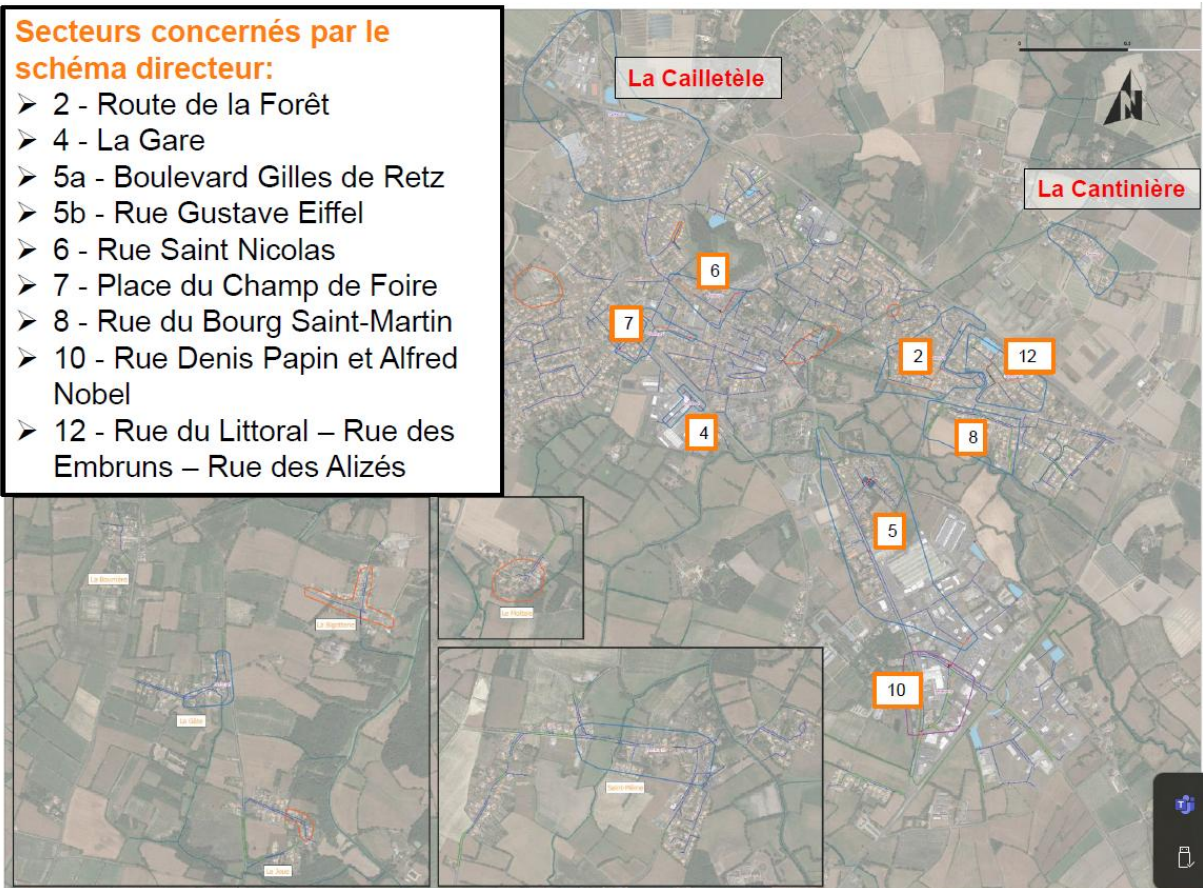 Secteurs concernés par le
schéma directeur:
➢ 2 - Route de la Forêt
➢ 4 - La Gare
➢ 5a - Boulevard Gilles de Retz
➢ 5b - Rue Gustave Eiffel
➢ 6 - Rue Saint Nicolas
➢ 7 - Place du Champ de Foire
➢ 8 - Rue du Bourg Saint-Martin
➢ 10 - Rue Denis Papin et Alfred
Nobel
➢ 12 - Rue du Littoral – Rue des
Embruns – Rue des Alizés
La Cailletèle
N
La Cantinière
6
7
2
12
4
8
5
10
Saint-Même